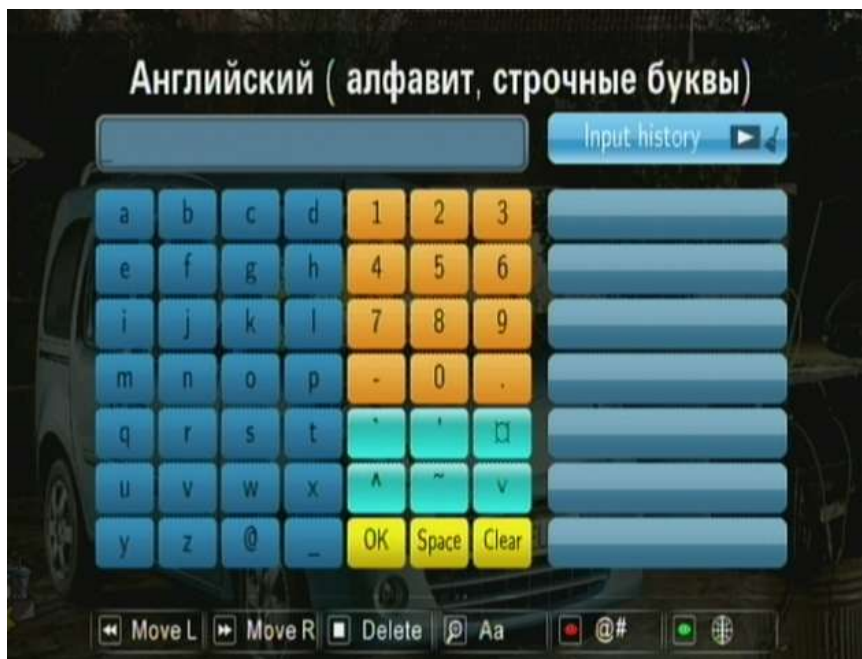 Английский ( алфавит, строчные буквы)
_
Input history
a b c d 1 2 3
e f g h 4 5 6
i j k l 7 8 9
m n o p - 0 .
q r s t ` ' ¤
u v w x ^ ~ v
y z @ _ OK Space Clear
Move L Move R Delete Aa @#